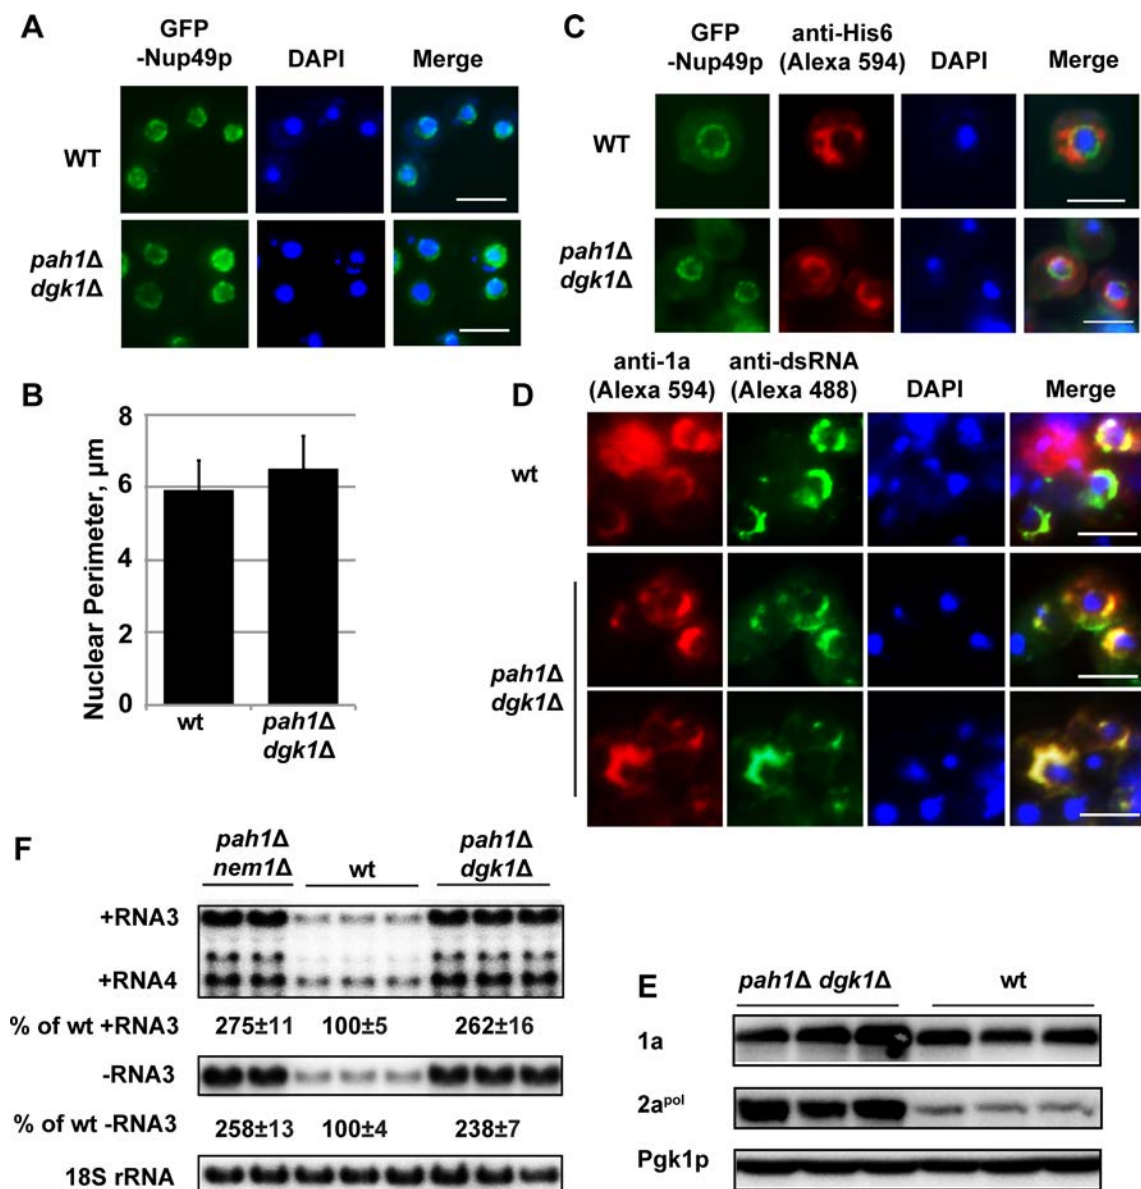 A
GFP
-Nup49p
DAPI
Merge
WT
pah1Δ
dgk1Δ
B
Nuclear Perimeter, µm
8
6
4
2
0
wt
pah1Δ
dgk1Δ
C
GFP
-Nup49p
anti-His6
(Alexa 594)
DAPI
Merge
WT
pah1Δ
dgk1Δ
D
anti-1a
(Alexa 594)
anti-dsRNA
(Alexa 488)
DAPI
Merge
wt
pah1Δ
dgk1Δ
F
pah1Δ
nem1Δ
wt
pah1Δ
dgk1Δ
+RNA3
+RNA4
% of wt +RNA3 275±11 100±5 262±16
-RNA3
% of wt -RNA3 258±13 100±4 238±7
18S rRNA
E
pah1Δ dgk1Δ wt
1a
2apol
Pgk1p